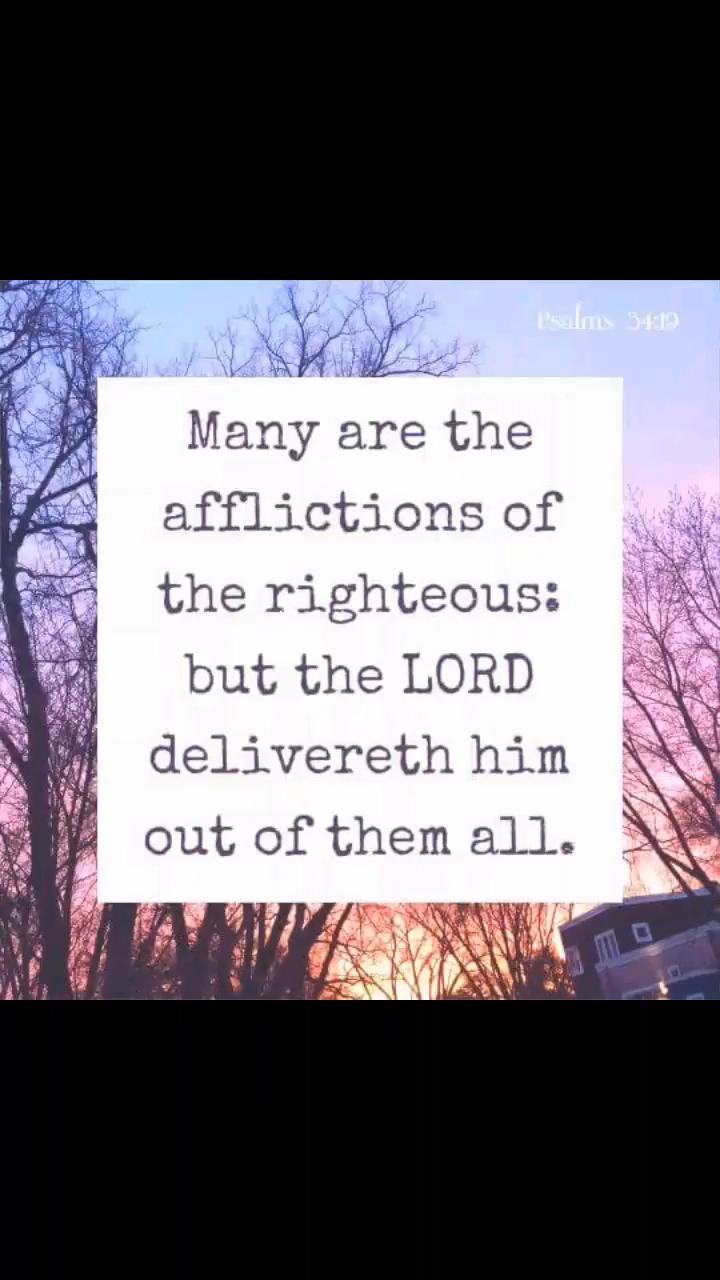 Psalms 34:19
Many are the
afflictions of
the righteous:
but the LORD
delivereth him
out of them all.